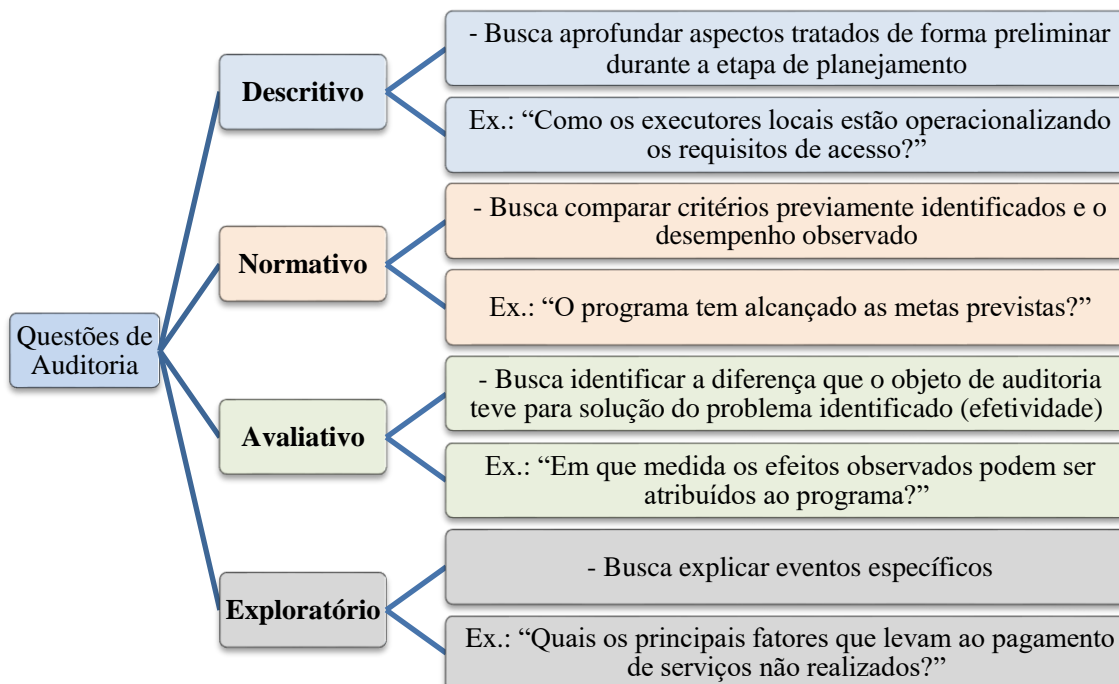 Questões de
Auditoria
Descritivo
- Busca aprofundar aspectos tratados de forma preliminar
durante a etapa de planejamento
Ex.: “Como os executores locais estão operacionalizando
os requisitos de acesso?”
Normativo
- Busca comparar critérios previamente identificados e o
desempenho observado
Ex.: “O programa tem alcançado as metas previstas?”
Avaliativo
- Busca identificar a diferença que o objeto de auditoria
teve para solução do problema identificado (efetividade)
Ex.: “Em que medida os efeitos observados podem ser
atribuídos ao programa?”
Exploratório
- Busca explicar eventos específicos
Ex.: “Quais os principais fatores que levam ao pagamento
de serviços não realizados?”